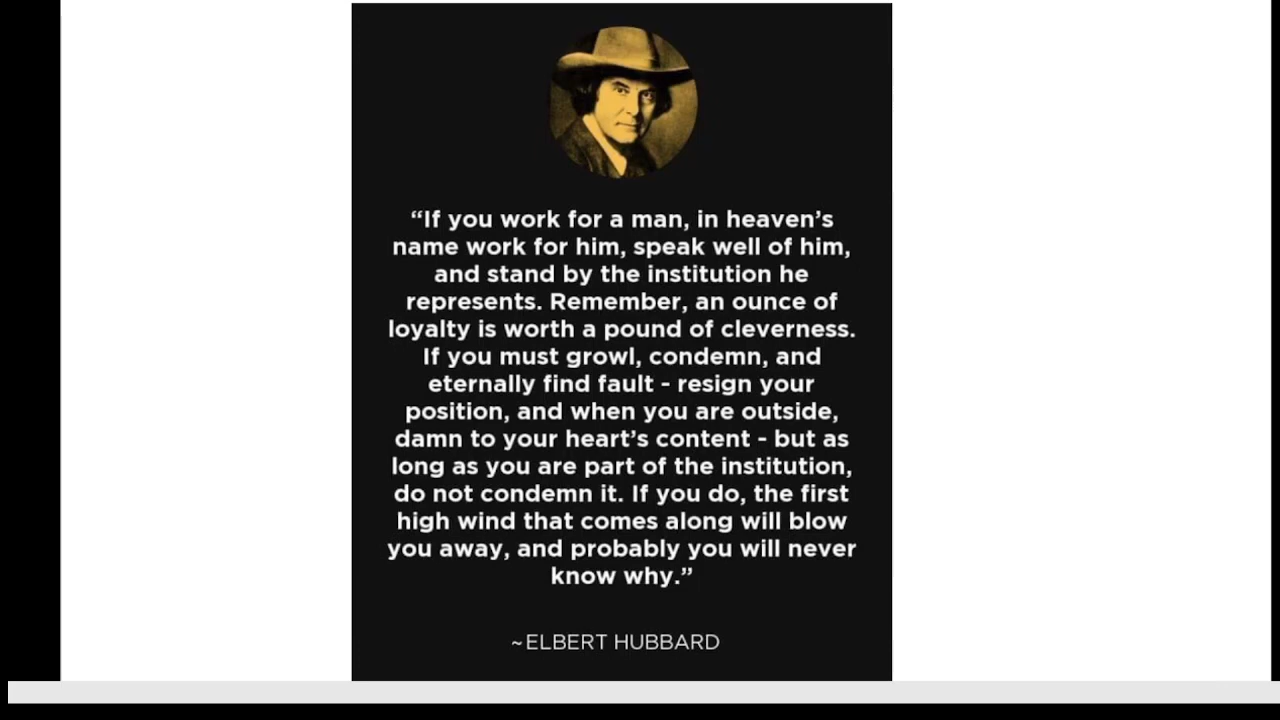 “If you work for a man, in heaven’s
name work for him, speak well of him,
and stand by the institution he
represents. Remember, an ounce of
loyalty is worth a pound of cleverness.
If you must growl, condemn, and
eternally find fault - resign your
position, and when you are outside,
damn to your heart’s content - but as
long as you are part of the institution,
do not condemn it. If you do, the first
high wind that comes along will blow
you away, and probably you will never
know why.”
~ELBERT HUBBARD